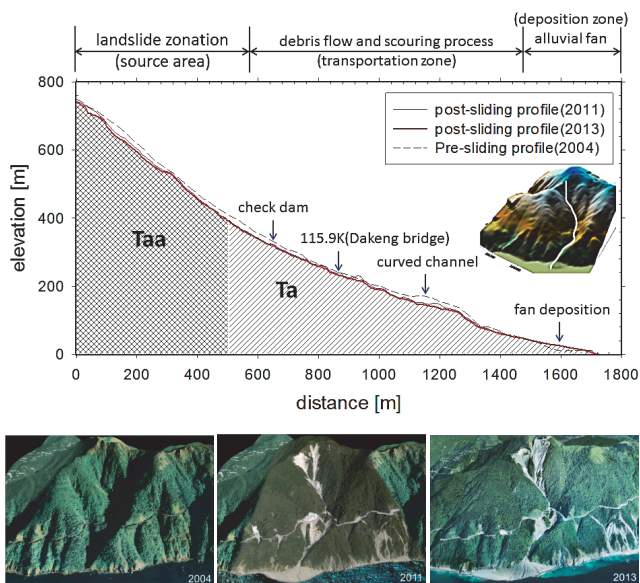 (deposition zone)
landslide zonation
debris flow and scouring process
alluvial fan
(source area)
(transportation zone)
800
600
400
200
0
elevation [m]
post-sliding profile(2011)
post-sliding profile(2013)
Pre-sliding profile(2004)
check dam
115.9K(Dakeng bridge)
curved channel
fan deposition
Taa
Ta
0
200
400
600
800
1000
1200
1400
1600
1800
distance [m]
2004
2011
2013